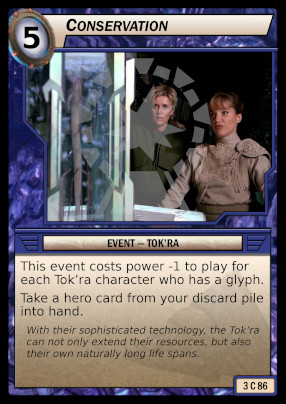 5
CONSERVATION
EVENT – TOK'RA
This event costs power -1 to play for
each Tok'ra character who has a glyph.
Take a hero card from your discard pile
into hand.
With their sophisticated technology, the Tok'ra
can not only extend their resources, but also
their own naturally long life spans.
3 C 86